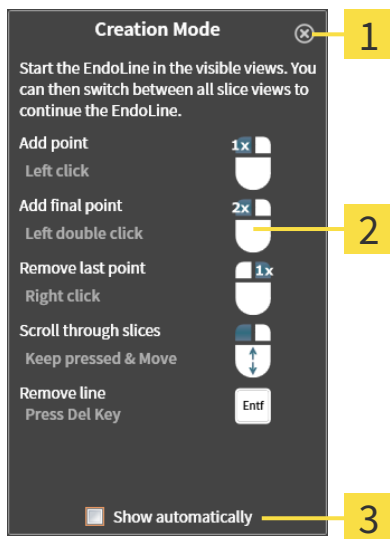 Creation Mode
1
Start the EndoLine in the visible views. You
can then switch between all slice views to
continue the EndoLine.
Add point
1x
Left click
Add final point
2x
Left double click
2
Remove last point
1x
Right click
Scroll through slices
Keep pressed & Move
Remove line
Press Del Key
Entf
Show automatically
3